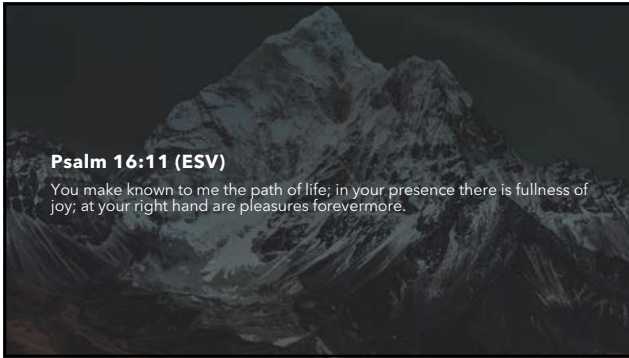 Psalm 16:11 (ESV)
You make known to me the path of life; in your presence there is fullness of
joy; at your right hand are pleasures forevermore.